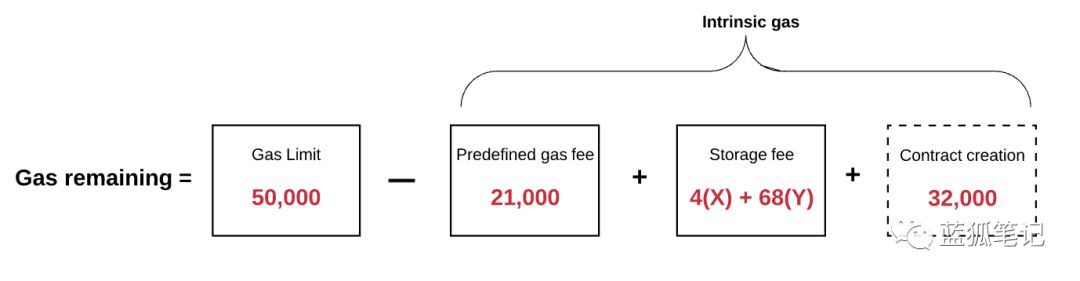 Intrinsic gas
Gas remaining =
Gas Limit
50,000
—
Predefined gas fee
21,000
+
Storage fee
4(X) + 68(Y)
+
Contract creation
32,000
蓝狐笔记